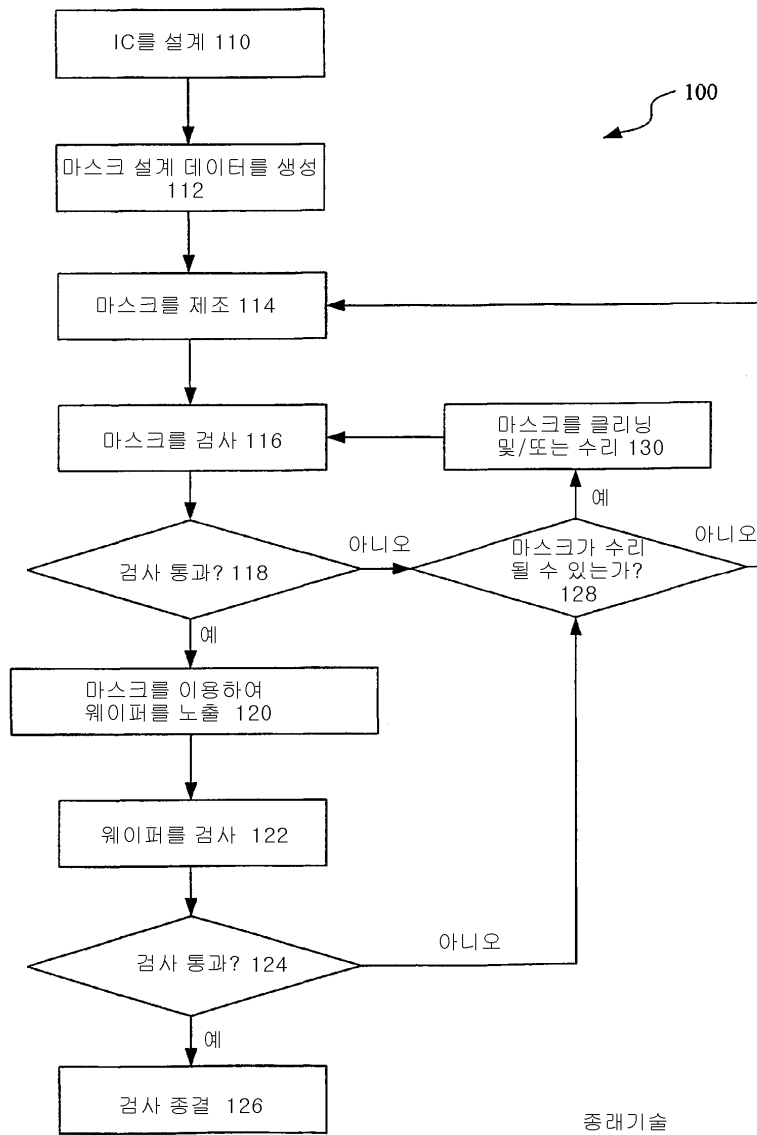 IC를 설계 110
100
마스크 설계 데이터를 생성
112
마스크를 제조 114
마스크를 검사 116
마스크를 클리닝
및/또는 수리 130
예
검사 통과? 118
아니오
마스크가 수리
될 수 있는가?
128
아니오
예
마스크를 이용하여
웨이퍼를 노출 120
웨이퍼를 검사 122
검사 통과? 124
아니오
예
검사 종결 126
종래기술